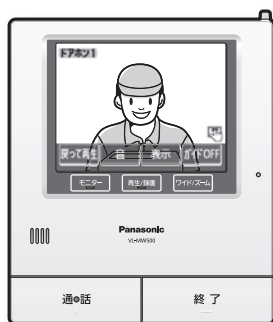 ドアホン1
戻って再生 音 表示 ガイドOFF
モニター 再生/録画 ワイド/ズーム
Panasonic
VL-MW500
通話 終了